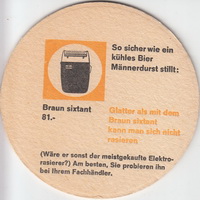 So sicher wie ein
kühles Bier
Männerdurst stillt:
Braun sixtant
81.-
Glatter als mit dem
Braun sixtant
kann man sich nicht
rasieren
(Wäre er sonst der meistgekaufte Elektro-
rasierer?) Am besten, Sie probieren ihn
bei Ihrem Fachhändler.